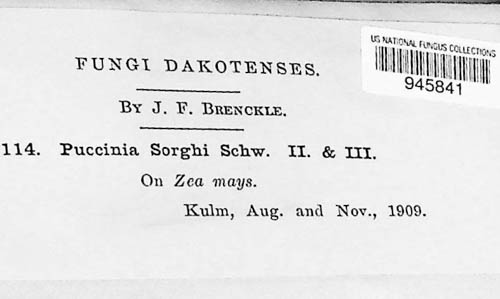 US NATIONAL FUNGUS COLLECTIONS
945841
FUNGI DAKOTENSES.
By J. F. Brenckle.
114. Puccinia Sorghi Schw. II. & III.
On Zea mays.
Kulm, Aug. and Nov., 1909.